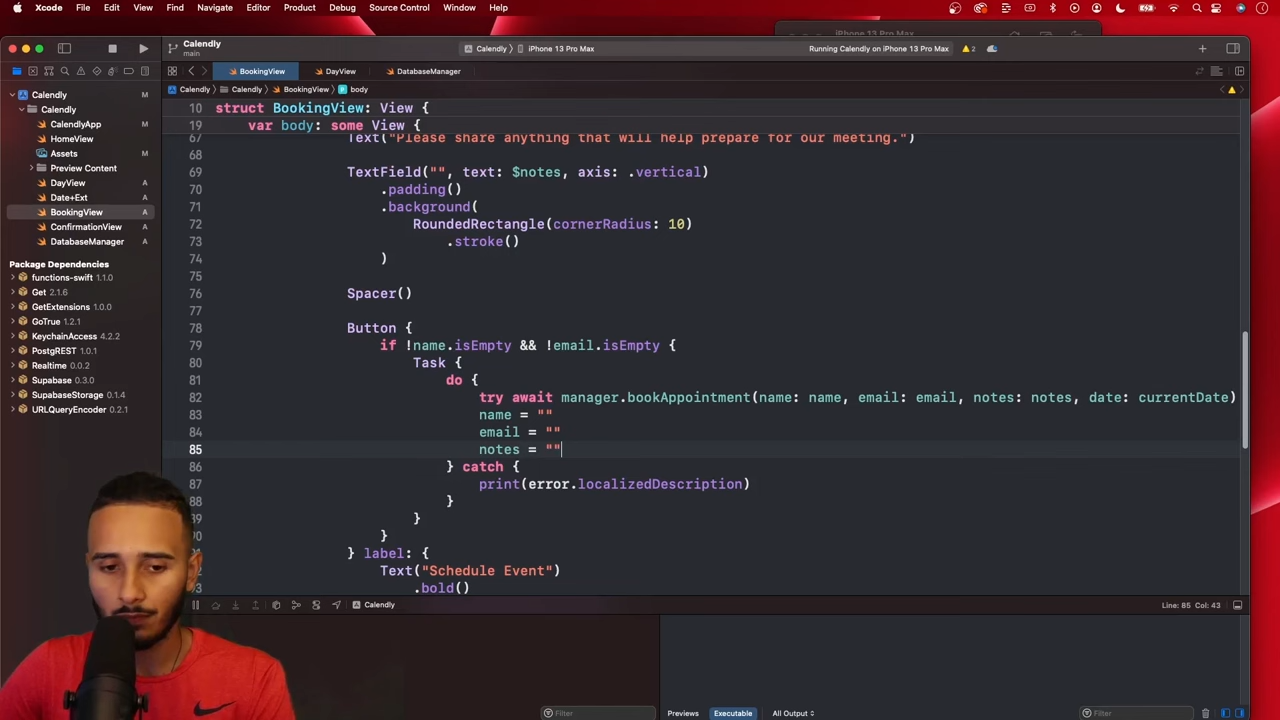 Xcode File Edit View Find Navigate Editor Product Debug Source Control Window Help
iPhone 13 Pro Max
Calendly
main
Calendly iPhone 13 Pro Max
Running Calendly on iPhone 13 Pro Max 2
BookingView DayView DatabaseManager
Calendly Calendly BookingView body
Calendly M
Calendly
CalendlyApp M
HomeView M
Assets M
Preview Content
DayView A
Date+Ext A
BookingView A
ConfirmationView A
DatabaseManager A
Package Dependencies
functions-swift 1.1.0
Get 2.1.6
GetExtensions 1.0.0
GoTrue 1.2.1
KeychainAccess 4.2.2
PostgREST 1.0.1
Realtime 0.0.2
Supabase 0.3.0
SupabaseStorage 0.1.4
URLQueryEncoder 0.2.1
10 struct BookingView: View {
19 var body: some View {
67 Text("Please share anything that will help prepare for our meeting.")
68
69 TextField("", text: $notes, axis: .vertical)
70 .padding()
71 .background(
72 RoundedRectangle(cornerRadius: 10)
73 .stroke()
74 )
75
76 Spacer()
77
78 Button {
79 if !name.isEmpty && !email.isEmpty {
80 Task {
81 do {
82 try await manager.bookAppointment(name: name, email: email, notes: notes, date: currentDate)
83 name = ""
84 email = ""
85 notes = ""
86 } catch {
87 print(error.localizedDescription)
88 }
}
}
} label: {
Text("Schedule Event")
.bold()
Calendly
Line: 85 Col: 43
Filter
Previews Executable All Output
Filter